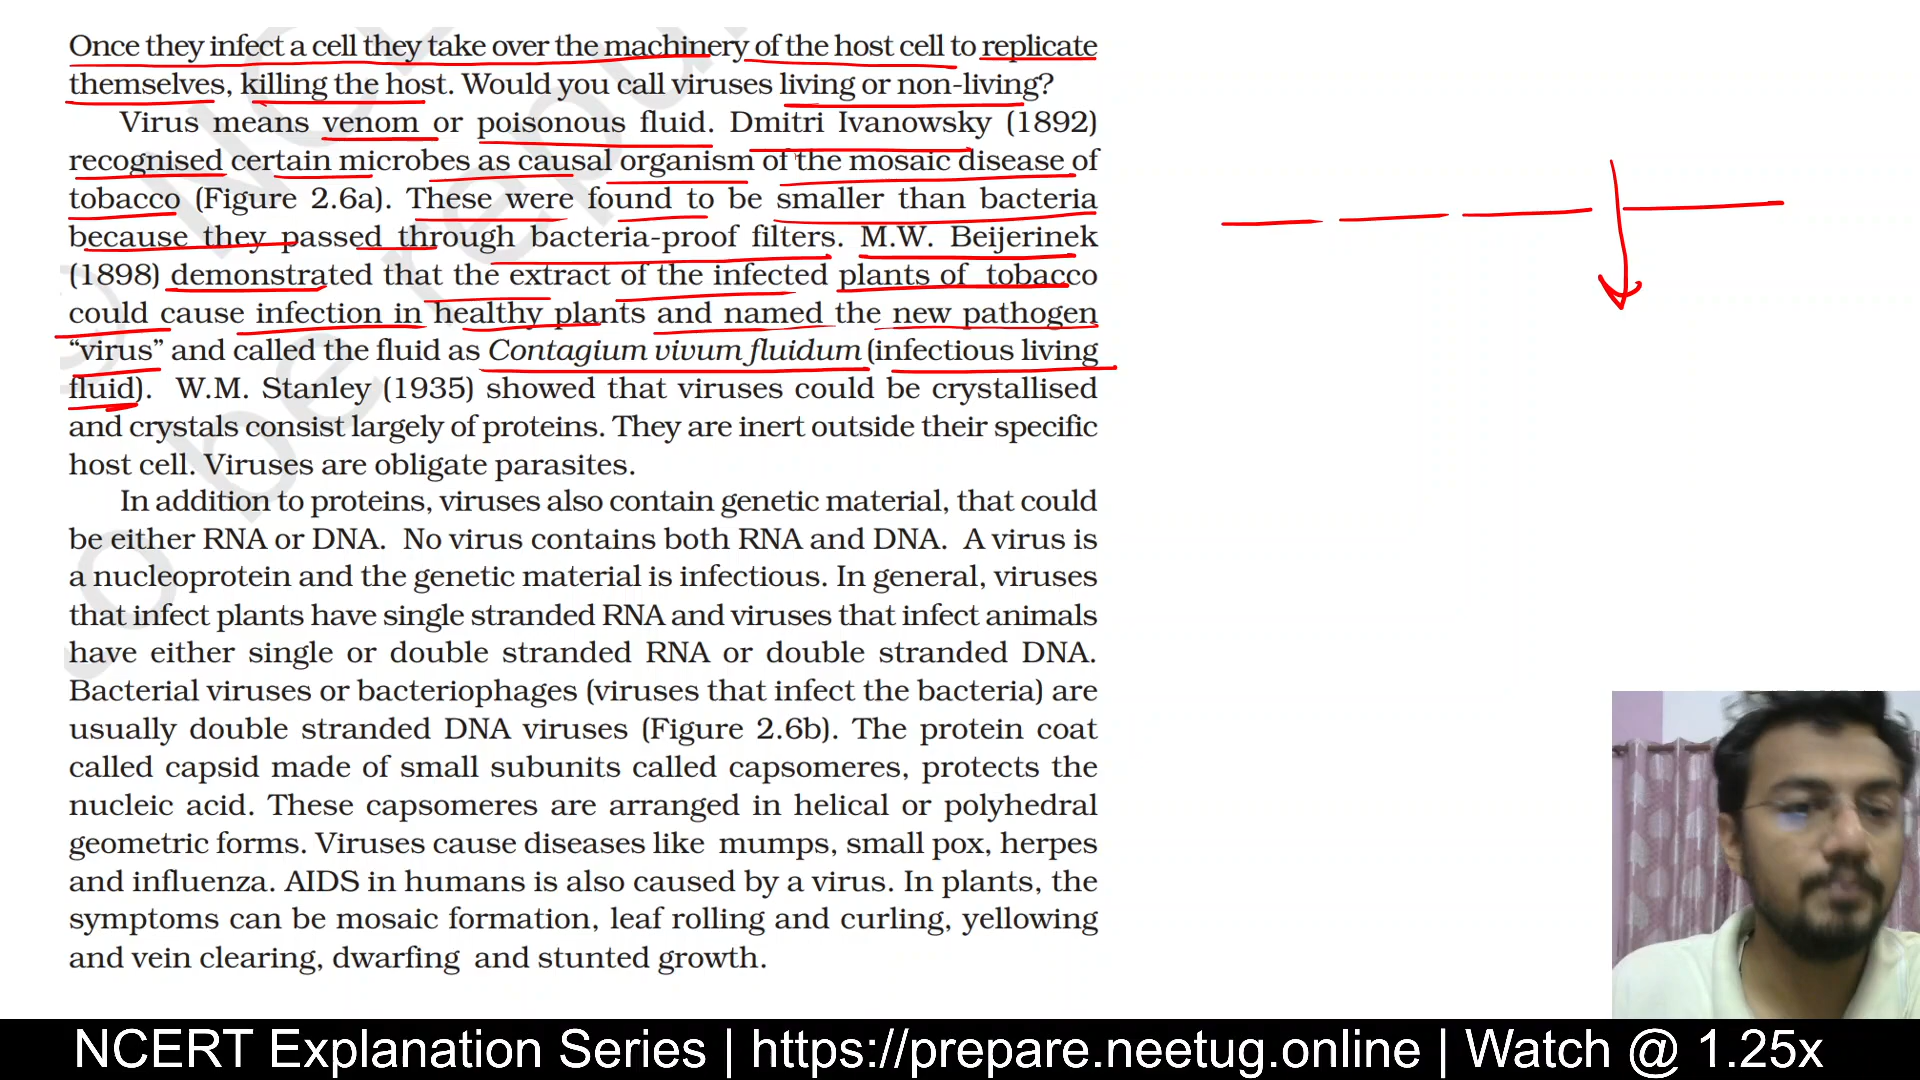 Once they infect a cell they take over the machinery of the host cell to replicate
themselves, killing the host. Would you call viruses living or non-living?
Virus means venom or poisonous fluid. Dmitri Ivanowsky (1892)
recognised certain microbes as causal organism of the mosaic disease of
tobacco (Figure 2.6a). These were found to be smaller than bacteria
because they passed through bacteria-proof filters. M.W. Beijerinek
(1898) demonstrated that the extract of the infected plants of tobacco
could cause infection in healthy plants and named the new pathogen
“virus” and called the fluid as Contagium vivum fluidum (infectious living
fluid). W.M. Stanley (1935) showed that viruses could be crystallised
and crystals consist largely of proteins. They are inert outside their specific
host cell. Viruses are obligate parasites.
In addition to proteins, viruses also contain genetic material, that could
be either RNA or DNA. No virus contains both RNA and DNA. A virus is
a nucleoprotein and the genetic material is infectious. In general, viruses
that infect plants have single stranded RNA and viruses that infect animals
have either single or double stranded RNA or double stranded DNA.
Bacterial viruses or bacteriophages (viruses that infect the bacteria) are
usually double stranded DNA viruses (Figure 2.6b). The protein coat
called capsid made of small subunits called capsomeres, protects the
nucleic acid. These capsomeres are arranged in helical or polyhedral
geometric forms. Viruses cause diseases like mumps, small pox, herpes
and influenza. AIDS in humans is also caused by a virus. In plants, the
symptoms can be mosaic formation, leaf rolling and curling, yellowing
and vein clearing, dwarfing and stunted growth.
NCERT Explanation Series | https://prepare.neetug.online | Watch @ 1.25x